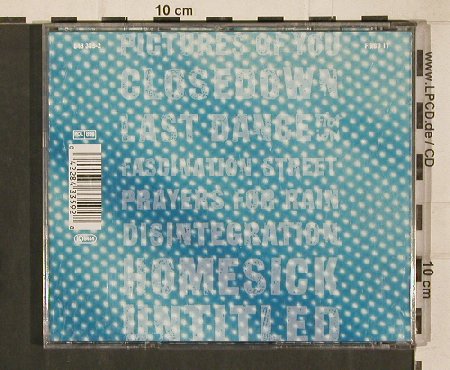 10 cm
PICTURES OF YOU
CLOSEDOWN
LAST DANCE
FASCINATION STREET
PRAYERS FOR RAIN
DISINTEGRATION
HOMESICK
UNTITLED
www.LPCD.de / CD
10 cm